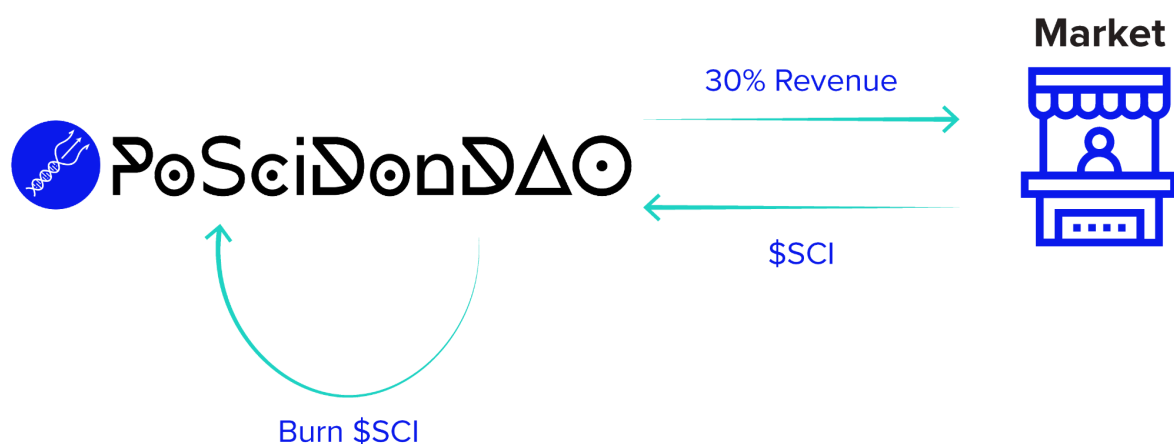 Market
30% Revenue
PoSciDonDAO
$SCI
Burn $SCI